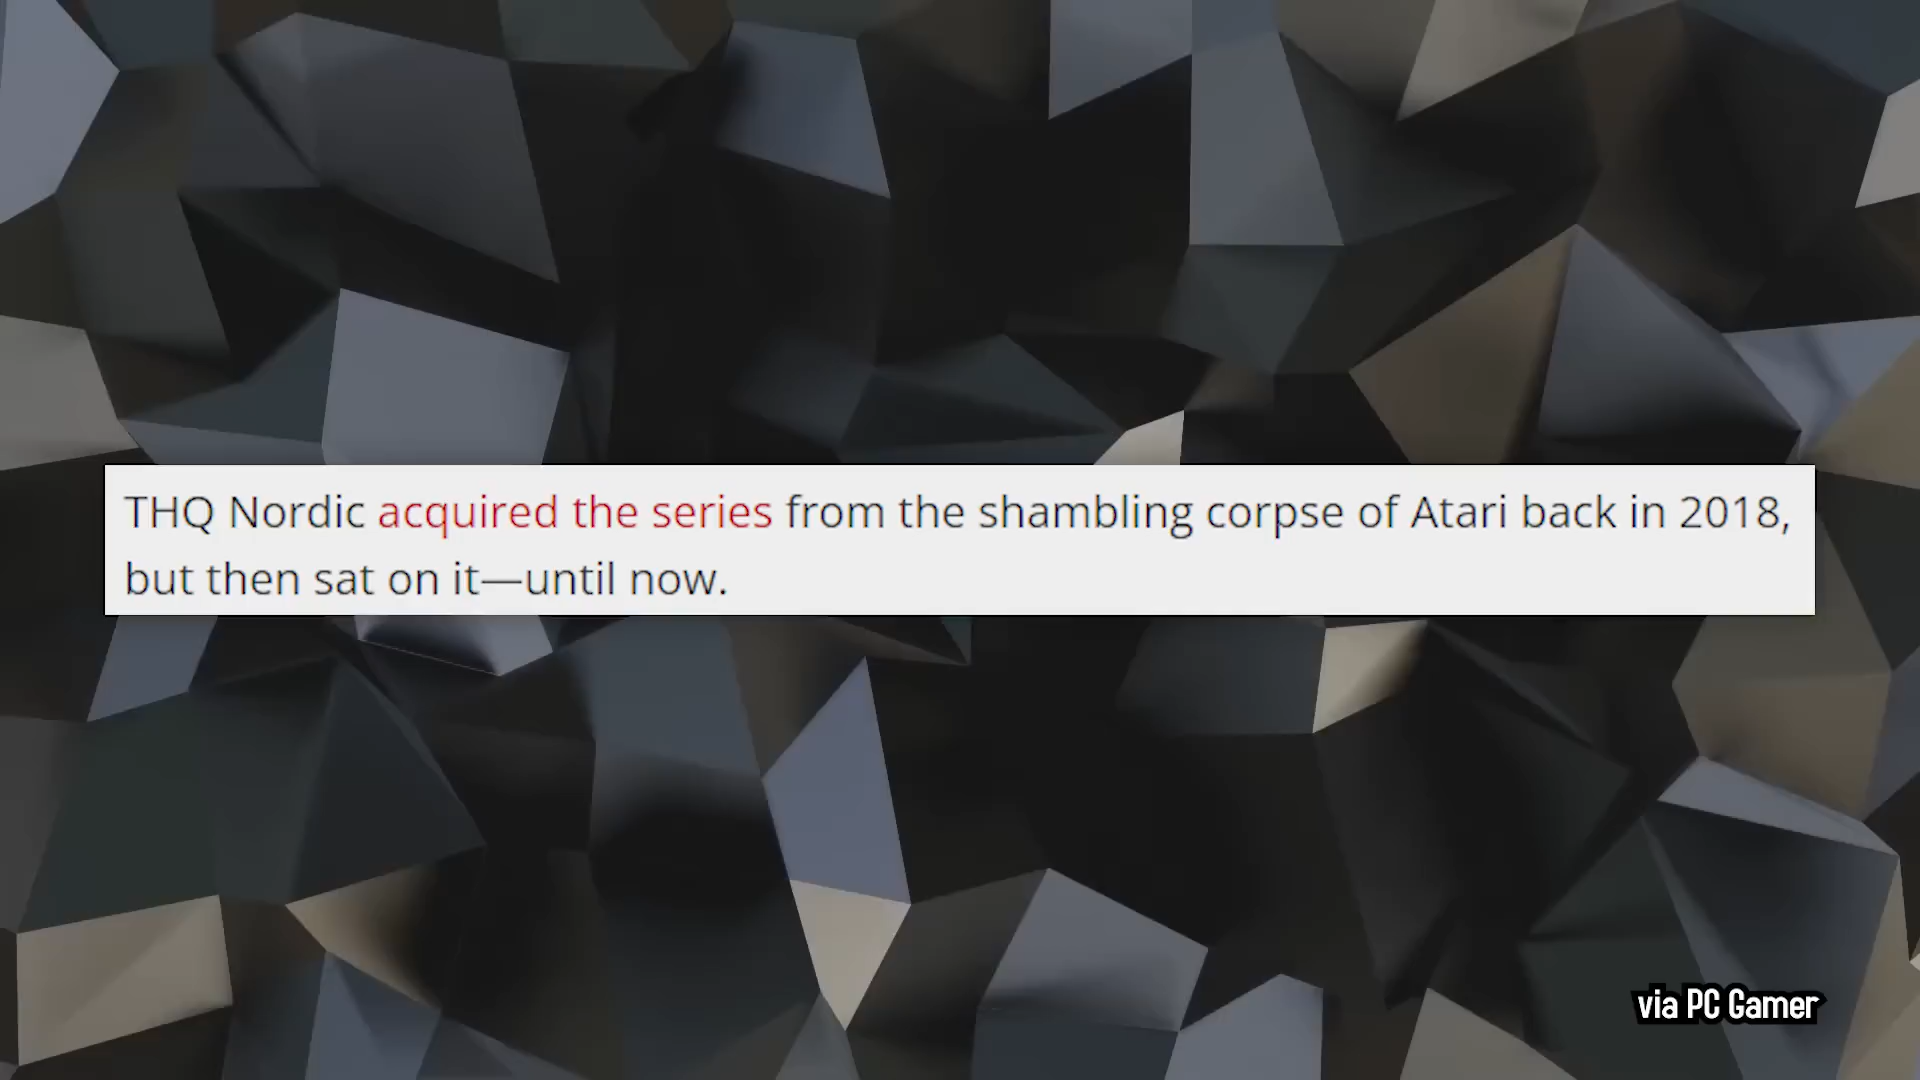 THQ Nordic acquired the series from the shambling corpse of Atari back in 2018,
but then sat on it—until now.
via PC Gamer